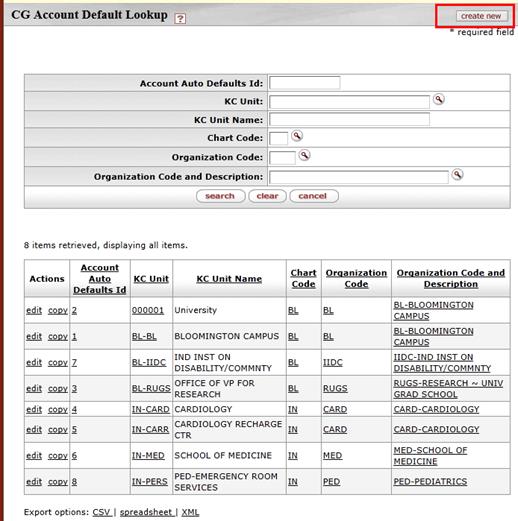 CG Account Default Lookup ?
create new
* required field
Account Auto Defaults Id:
KC Unit:
KC Unit Name:
Chart Code:
Organization Code:
Organization Code and Description:
search clear cancel
8 items retrieved, displaying all items.
Actions Account Auto Defaults Id KC Unit KC Unit Name Chart Code Organization Code Organization Code and Description
edit copy 2 000001 University BL BL BL-BLOOMINGTON CAMPUS
edit copy 1 BL-BL BLOOMINGTON CAMPUS BL BL BL-BLOOMINGTON CAMPUS
edit copy 7 BL-IIDC IND INST ON DISABILITY/COMMNTY BL IIDC IIDC-IND INST ON DISABILITY/COMMNTY
edit copy 3 BL-RUGS OFFICE OF VP FOR RESEARCH BL RUGS RUGS-RESEARCH ~ UNIV GRAD SCHOOL
edit copy 4 IN-CARD CARDIOLOGY IN CARD CARD-CARDIOLOGY
edit copy 5 IN-CARR CARDIOLOGY RECHARGE CTR IN CARD CARD-CARDIOLOGY
edit copy 6 IN-MED SCHOOL OF MEDICINE IN MED MED-SCHOOL OF MEDICINE
edit copy 8 IN-PERS PED-EMERGENCY ROOM SERVICES IN PED PED-PEDIATRICS
Export options: CSV | spreadsheet | XML